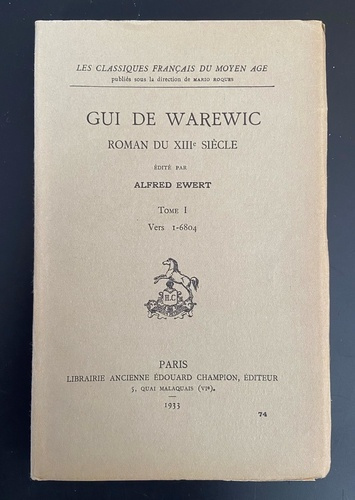 LES CLASSIQUES FRANÇAIS DU MOYEN AGE
publiés sous la direction de MARIO ROQUES
GUI DE WAREWIC
ROMAN DU XIIIe SIÈCLE
ÉDITÉ PAR
ALFRED EWERT
TOME I
Vers 1-6804
H.C
PARIS
LIBRAIRIE ANCIENNE ÉDOUARD CHAMPION, ÉDITEUR
5, QUAI MALAQUAIS (VIe).
1933
74